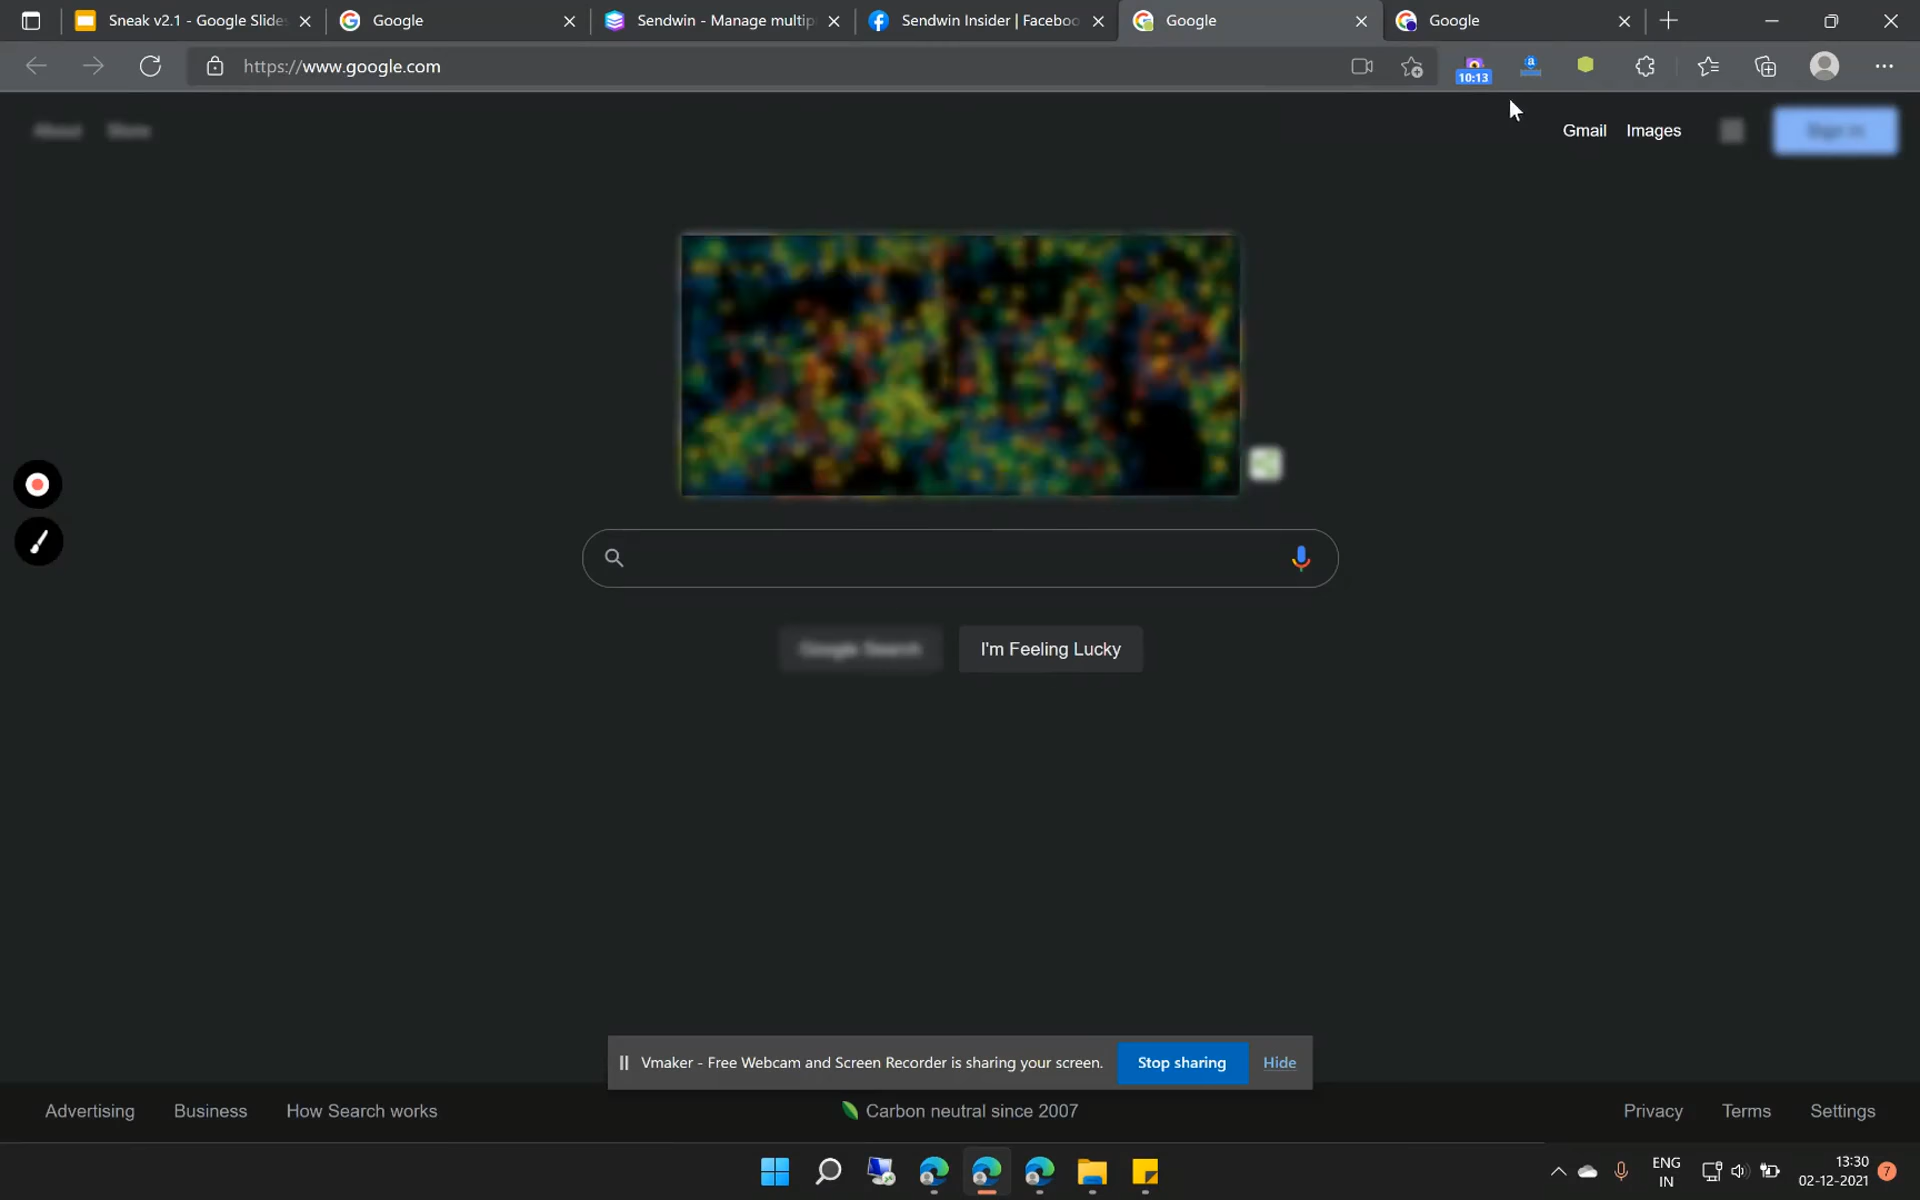 Sneak v2.1 - Google Slides
Google
Sendwin - Manage multip
Sendwin Insider | Faceboo
Google
Google
https://www.google.com
10:13
Gmail Images
I'm Feeling Lucky
Vmaker - Free Webcam and Screen Recorder is sharing your screen. Stop sharing Hide
Advertising Business How Search works Carbon neutral since 2007 Privacy Terms Settings
ENG
IN
13:30
02-12-2021
7